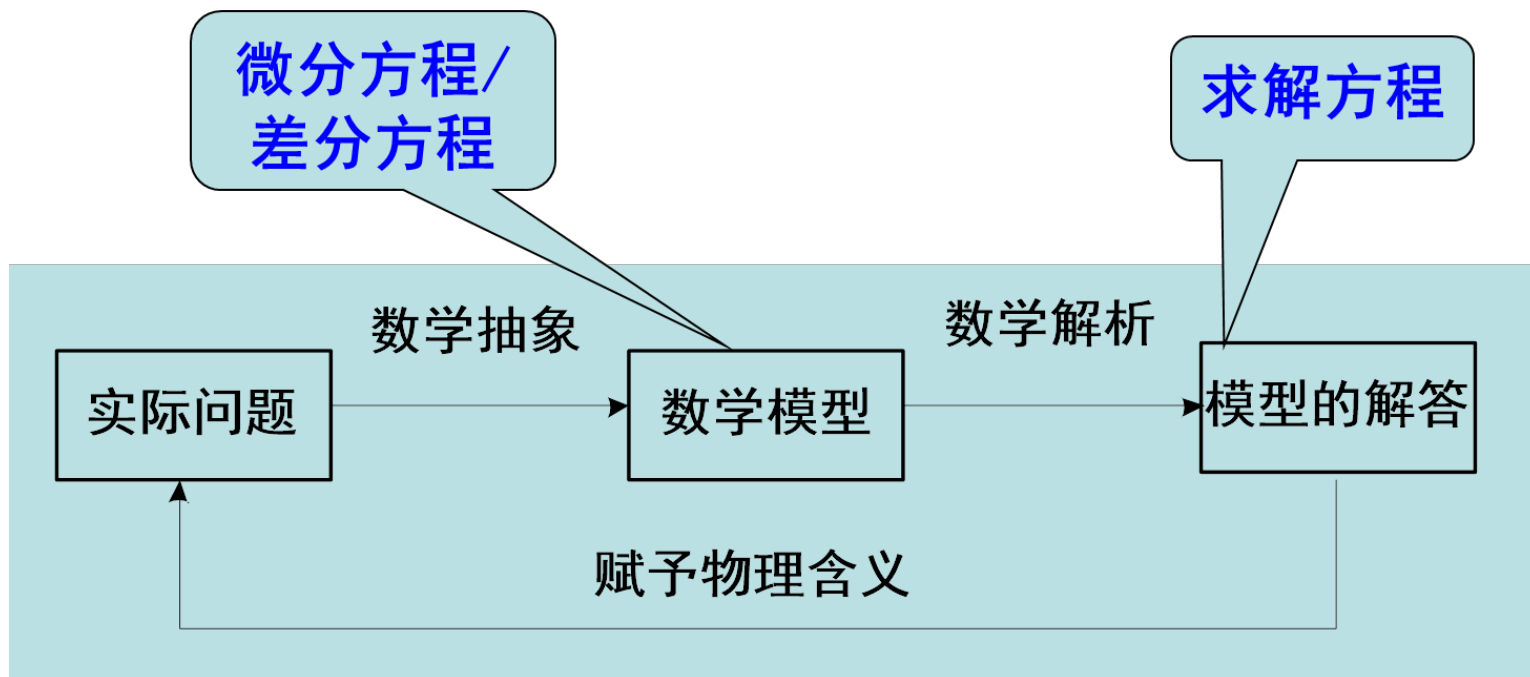 微分方程/
差分方程
求解方程
数学抽象
数学解析
实际问题
数学模型
模型的解答
赋予物理含义